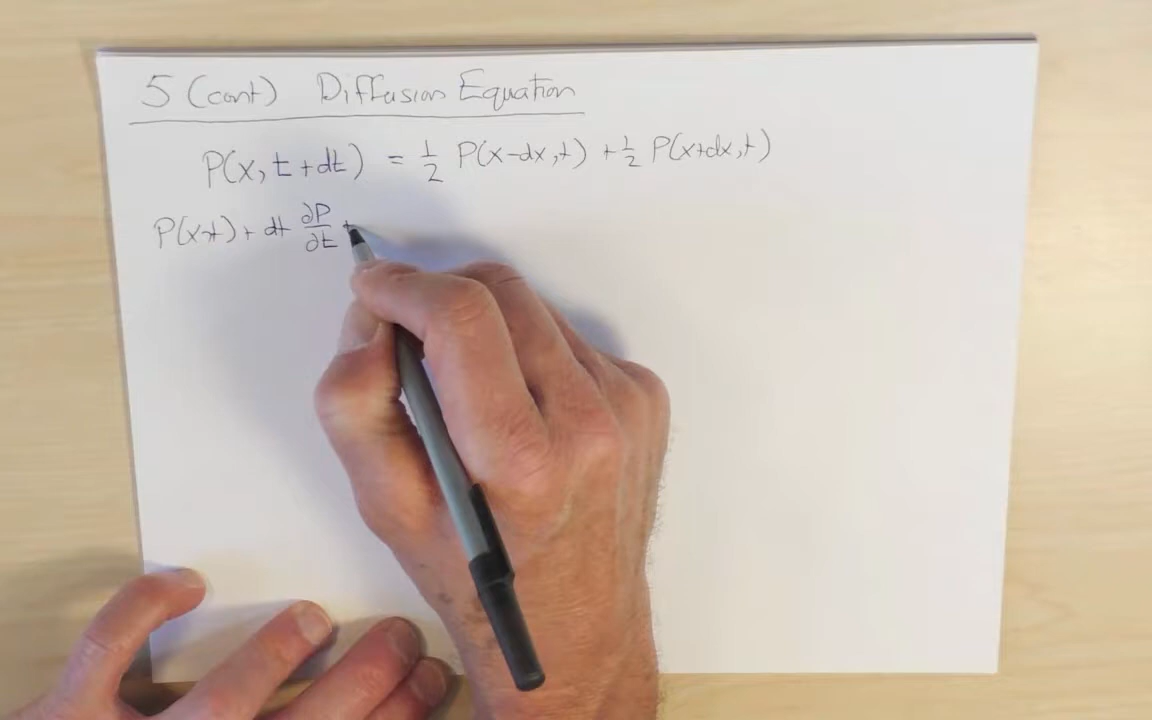 5 (cont) Diffusion Equation
P(x, t + dt) = 1/2 P(x-dx, t) + 1/2 P(x+dx, t)
P(x,t) + dt ∂P/∂t +